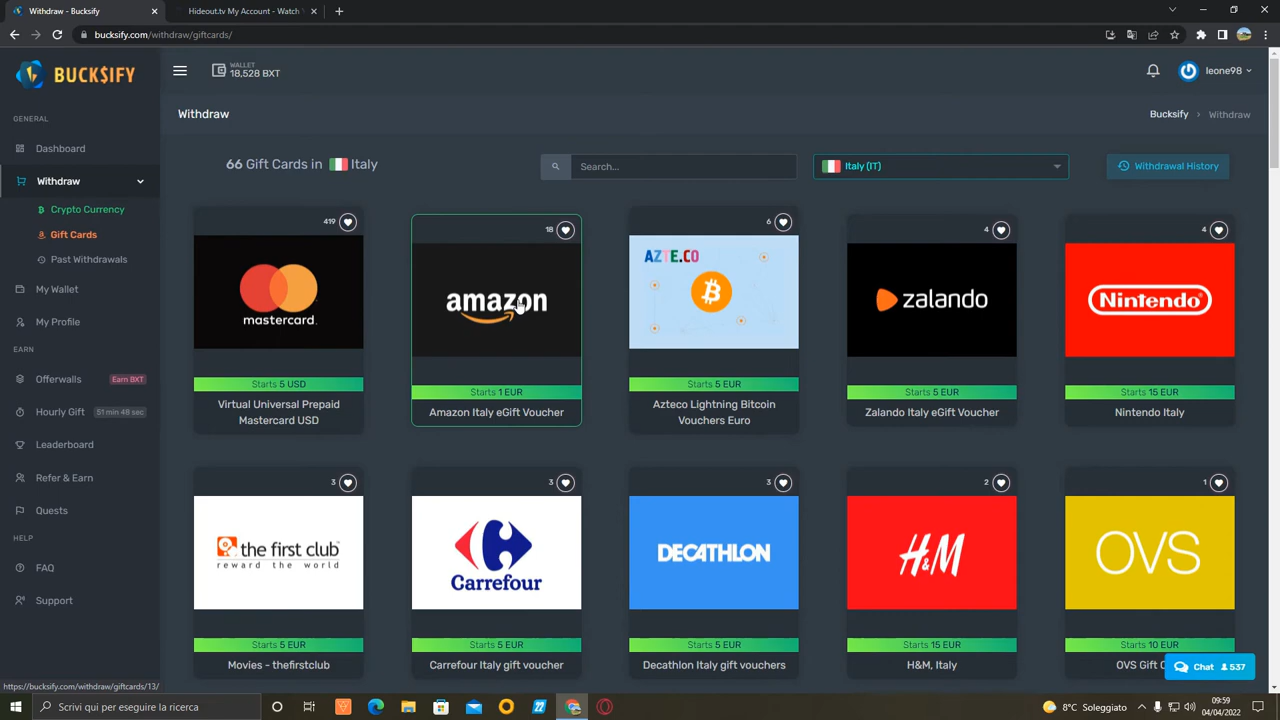 Withdraw - Bucksify
Hideout.tv My Account - Watch
bucksify.com/withdraw/giftcards/
BUCK$IFY
WALLET
18,528 BXT
leone98
GENERAL
Dashboard
Withdraw
Crypto Currency
Gift Cards
Past Withdrawals
My Wallet
My Profile
EARN
Offerwalls Earn BXT
Hourly Gift 51 min 48 sec
Leaderboard
Refer & Earn
Quests
HELP
FAQ
Support
Withdraw
Bucksify > Withdraw
66 Gift Cards in Italy
Search...
Italy (IT)
Withdrawal History
419
mastercard.
Starts 5 USD
Virtual Universal Prepaid
Mastercard USD
18
amazon
Starts 1 EUR
Amazon Italy eGift Voucher
6
AZTE.CO
Starts 5 EUR
Azteco Lightning Bitcoin
Vouchers Euro
4
zalando
Starts 5 EUR
Zalando Italy eGift Voucher
4
Nintendo
Starts 15 EUR
Nintendo Italy
3
the first club
reward the world
Starts 5 EUR
Movies - thefirstclub
3
Carrefour
Starts 5 EUR
Carrefour Italy gift voucher
3
DECATHLON
Starts 5 EUR
Decathlon Italy gift vouchers
2
H&M
Starts 15 EUR
H&M, Italy
1
OVS
Starts 10 EUR
OVS Gift
Chat 537
https://bucksify.com/withdraw/giftcards/13/
Scrivi qui per eseguire la ricerca
8°C Soleggiato
09:59
04/04/2022